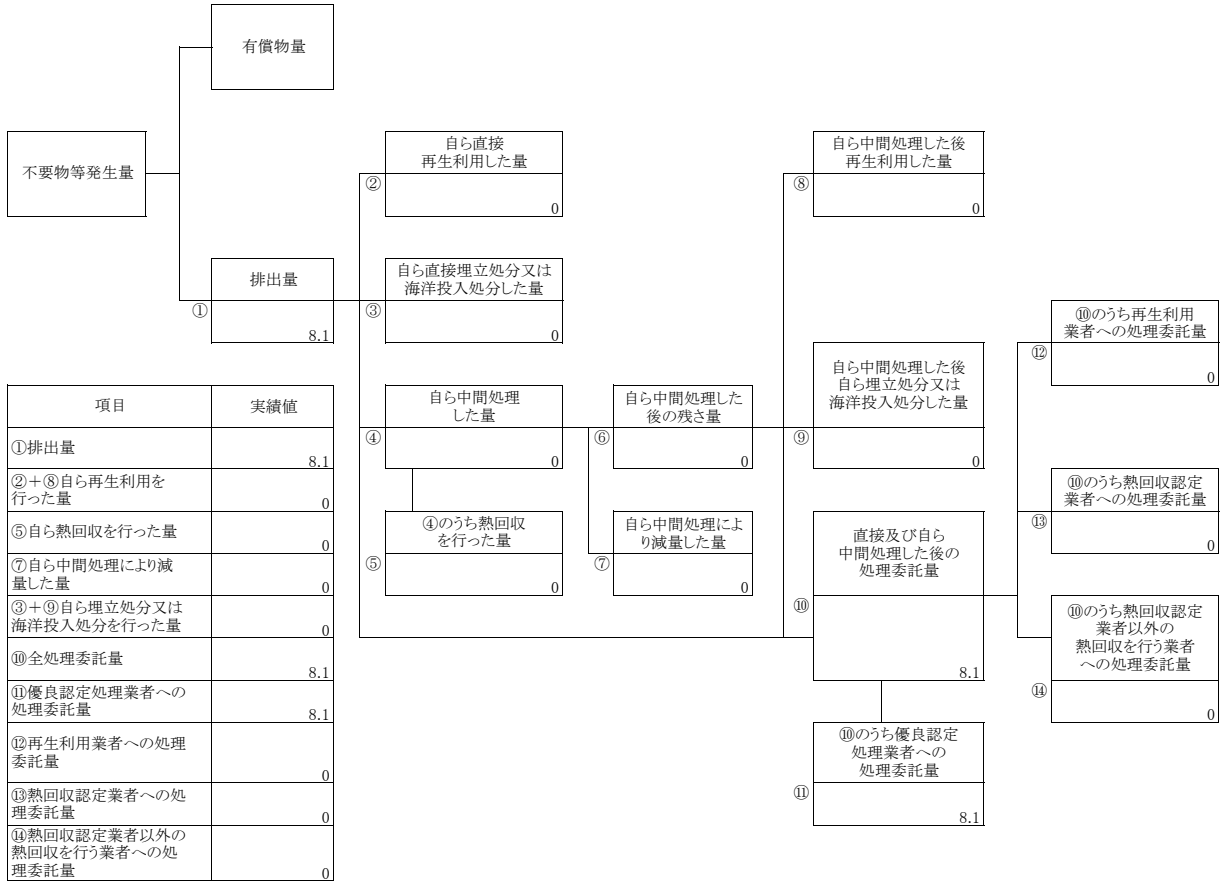 有償物量
不要物等発生量
自ら直接
再生利用した量
②
0
自ら中間処理した後
再生利用した量
⑧
0
排出量
①
8.1
自ら直接埋立処分又は
海洋投入処分した量
③
0
⑩のうち再生利用
業者への処理委託量
⑫
0
自ら中間処理
した量
④
0
自ら中間処理した
後の残さ量
⑥
0
自ら中間処理した後
自ら埋立処分又は
海洋投入処分した量
⑨
0
⑩のうち熱回収認定
業者への処理委託量
⑬
0
④のうち熱回収
を行った量
⑤
0
自ら中間処理によ
り減量した量
⑦
0
直接及び自ら
中間処理した後の
処理委託量
⑩
8.1
⑩のうち熱回収認定
業者以外の
熱回収を行う業者
への処理委託量
⑭
0
⑩のうち優良認定
処理業者への
処理委託量
⑪
8.1
項目 実績値
①排出量
8.1
②＋⑧自ら再生利用を
行った量
0
⑤自ら熱回収を行った量
0
⑦自ら中間処理により減
量した量
0
③＋⑨自ら埋立処分又は
海洋投入処分を行った量
0
⑩全処理委託量
8.1
⑪優良認定処理業者への
処理委託量
8.1
⑫再生利用業者への処理
委託量
0
⑬熱回収認定業者への処
理委託量
0
⑭熱回収認定業者以外の
熱回収を行う業者への処
理委託量
0